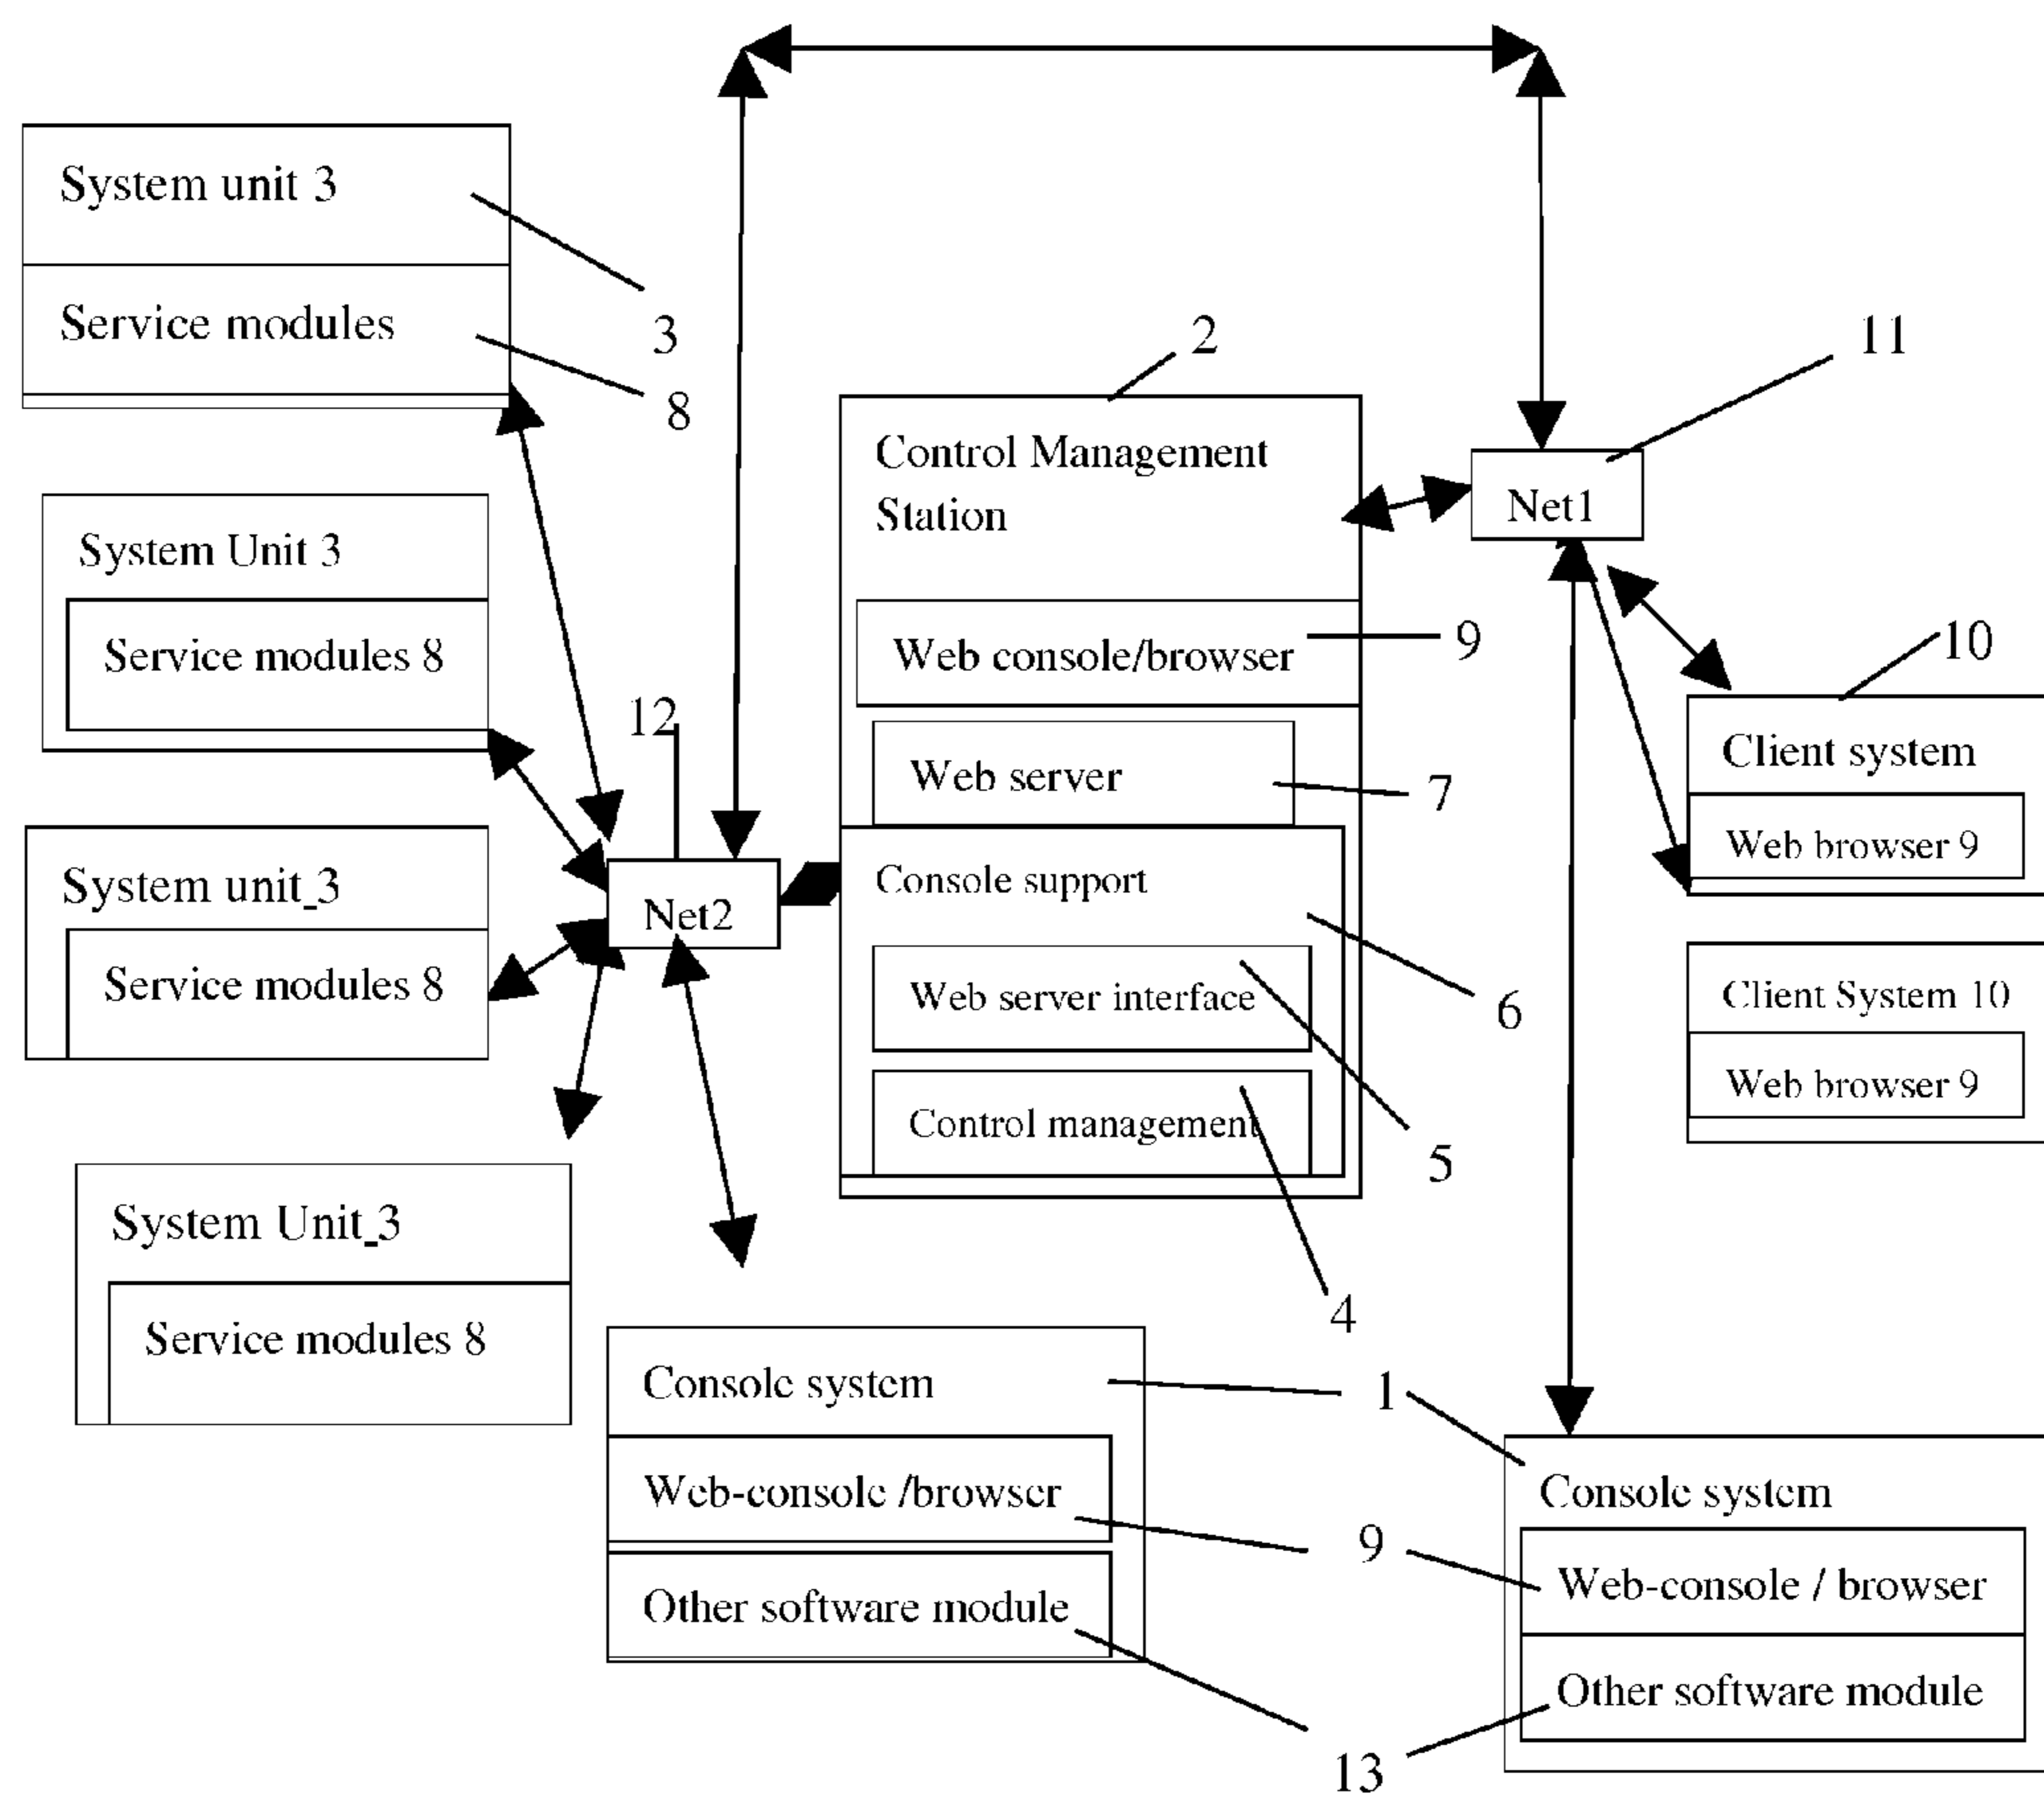 System unit 3
3
Service modules
8
2
11
Control Management
Station
Net1
System Unit 3
Service modules 8
9
Web console/browser
10
12
Client system
Web server
7
Web browser 9
System unit_3
Console support
Net2
Service modules 8
Web server interface
6
Client System 10
Web browser 9
Control management
5
System Unit_3
4
Service modules 8
Console system
1
Web-console /browser
9
Console system
Web-console / browser
Other software module
Other software module
13